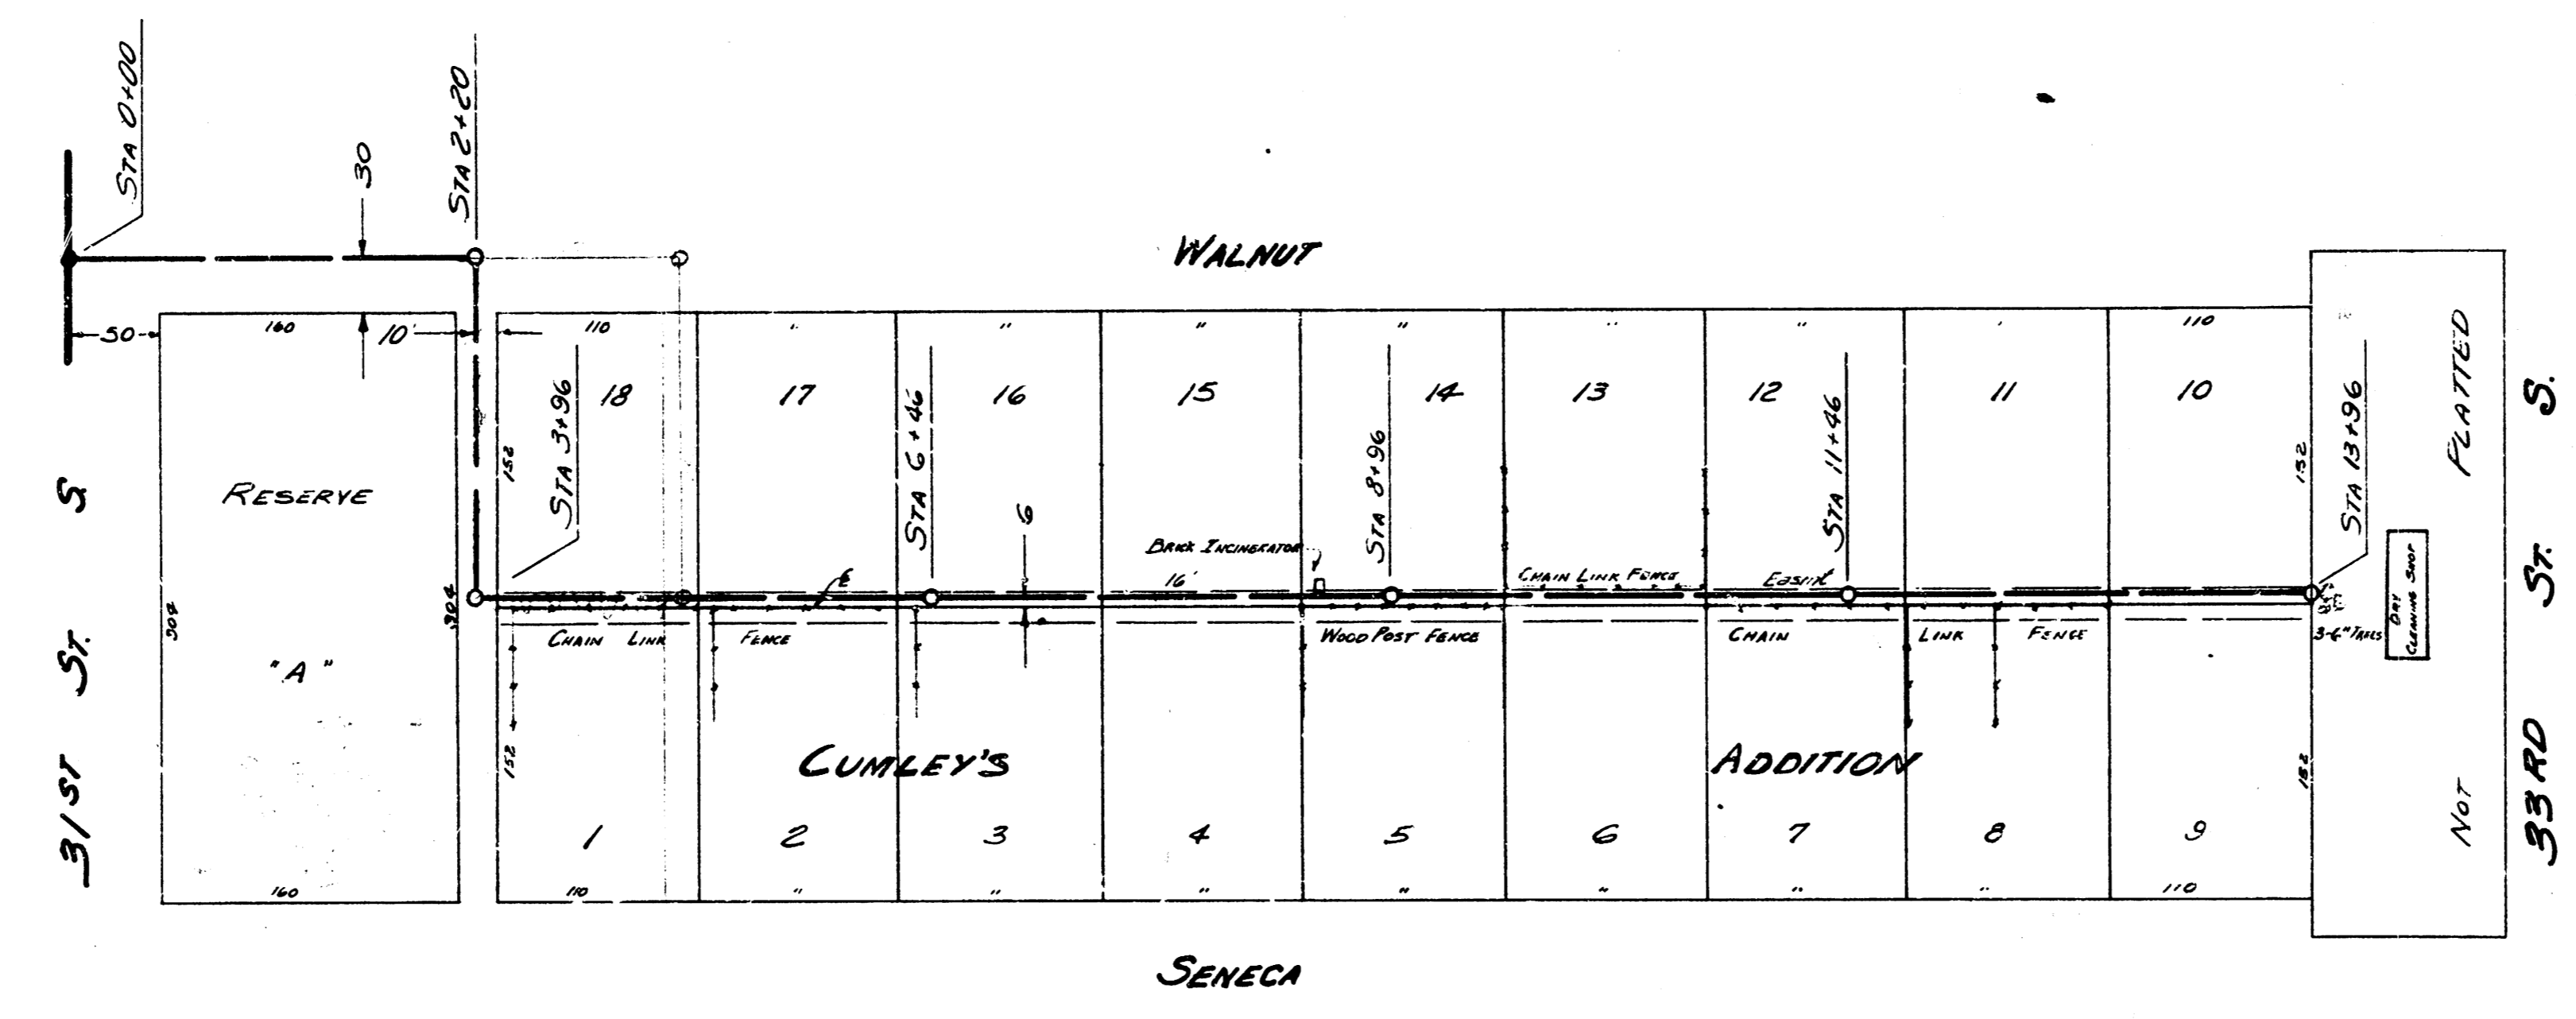 STA 0+00
STA 2+20
30
WALNUT
50
160
10'
110
"
"
"
"
"
"
'
110
18
17
16
15
14
13
12
11
10
STA 3+96
STA 6+46
STA 8+96
STA 11+46
STA 13+96
152
152
RESERVE
"A"
304
304
6
BRICK INCINERATOR
16'
CHAIN LINK FENCE
EASM'T
CHAIN LINK FENCE
WOOD POST FENCE
CHAIN LINK FENCE
3-6" TREES
DRY
CLEANING SHOP
PLATTED
NOT
31ST ST. S
33RD ST. S.
152
152
CUMLEY'S ADDITION
1
2
3
4
5
6
7
8
9
160
110
"
"
"
"
"
"
"
110
SENECA